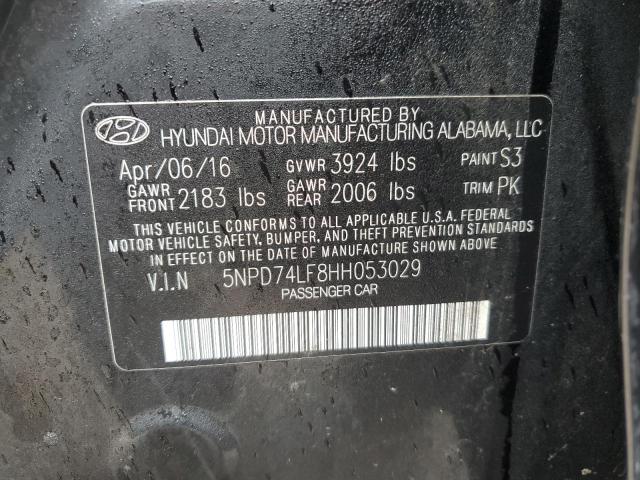 MANUFACTURED BY
HYUNDAI MOTOR MANUFACTURING ALABAMA, LLC
Apr/06/16 GVWR 3924 lbs PAINT S3
GAWR FRONT 2183 lbs GAWR REAR 2006 lbs TRIM PK
THIS VEHICLE CONFORMS TO ALL APPLICABLE U.S.A. FEDERAL
MOTOR VEHICLE SAFETY, BUMPER, AND THEFT PREVENTION STANDARDS
IN EFFECT ON THE DATE OF MANUFACTURE SHOWN ABOVE.
V.I.N 5NPD74LF8HH053029
PASSENGER CAR